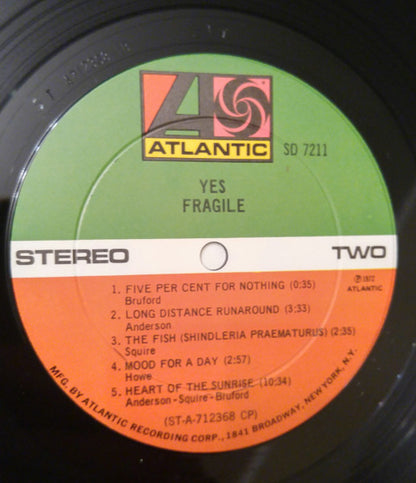 ATLANTIC
SD 7211
YES
FRAGILE
STEREO
TWO
1. FIVE PER CENT FOR NOTHING (0:35)
Bruford
℗ 1972
ATLANTIC
2. LONG DISTANCE RUNAROUND (3:33)
Anderson
3. THE FISH (SHINDLERIA PRAEMATURUS) (2:35)
Squire
4. MOOD FOR A DAY (2:57)
Howe
5. HEART OF THE SUNRISE (10:34)
Anderson - Squire - Bruford
(ST-A-712368 CP)
MFG. BY ATLANTIC RECORDING CORP., 1841 BROADWAY, NEW YORK, N.Y.